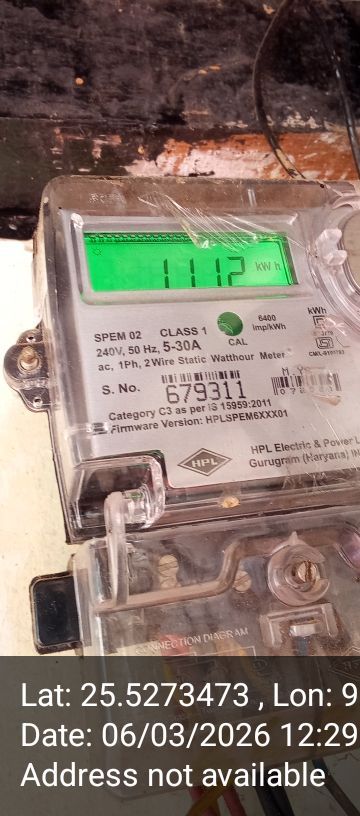 1112 kWh
SPEM 02 CLASS 1
240V, 50 Hz, 5-30A
ac, 1Ph, 2Wire Static Watthour Meter
CAL
6400
imp/kWh
kWh
S. No.
679311
Category C3 as per IS 15959:2011
Firmware Version: HPLSPEM6XXX01
HPL
HPL Electric & Power
Gurugram (Haryana)
CONNECTION DIAGRAM
Lat: 25.5273473 , Lon: 9
Date: 06/03/2026 12:29
Address not available